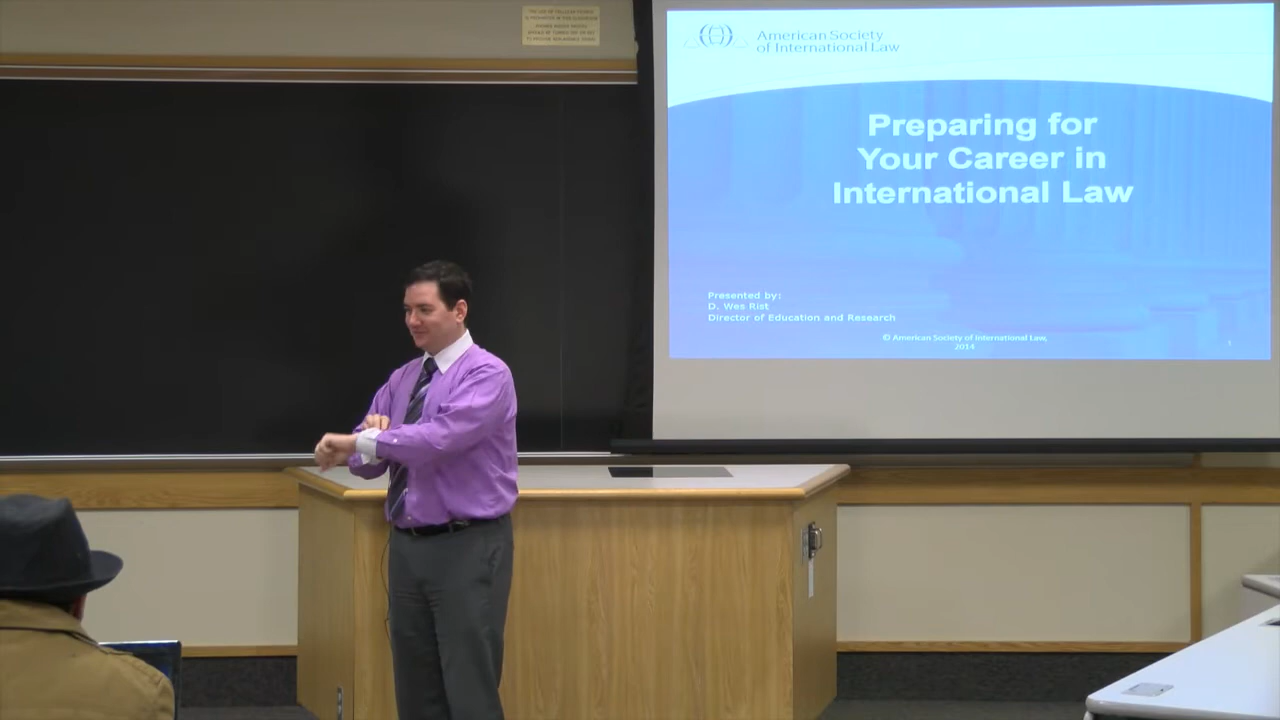 American Society
of International Law
Preparing for
Your Career in
International Law
Presented by:
D. Wes Rist
Director of Education and Research
© American Society of International Law,
2014
1